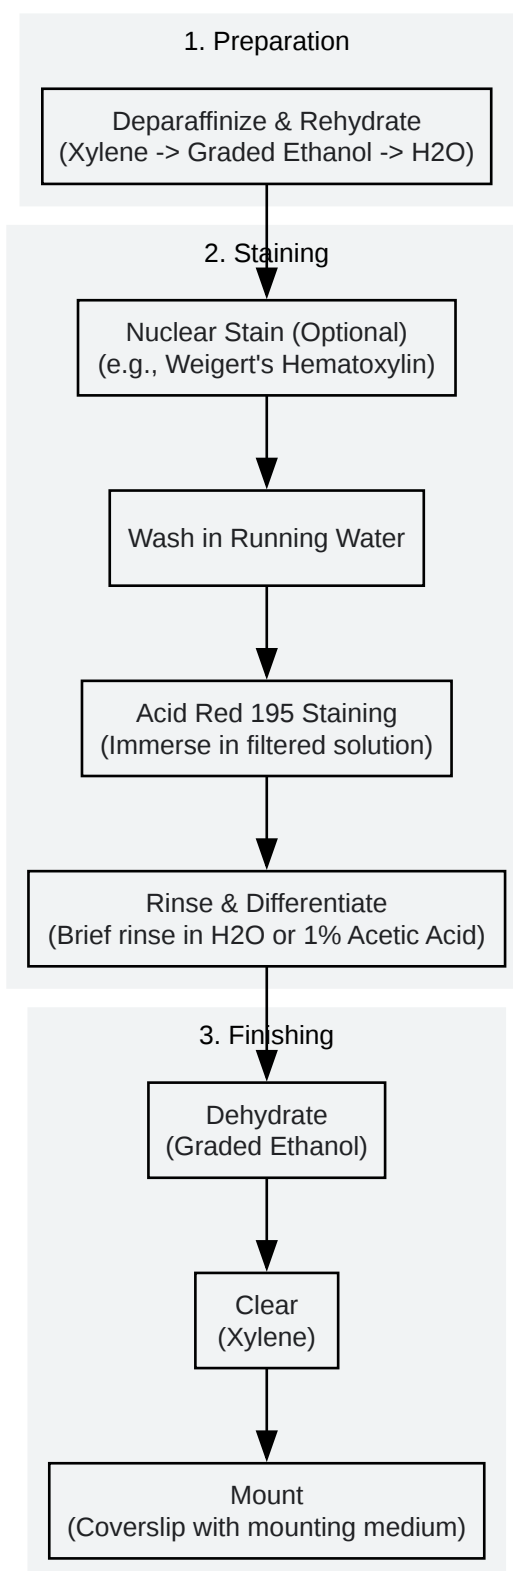 1. Preparation
Deparaffinize & Rehydrate
(Xylene -> Graded Ethanol -> H2O)
2. Staining
Nuclear Stain (Optional)
(e.g., Weigert's Hematoxylin)
Wash in Running Water
Acid Red 195 Staining
(Immerse in filtered solution)
Rinse & Differentiate
(Brief rinse in H2O or 1% Acetic Acid)
3. Finishing
Dehydrate
(Graded Ethanol)
Clear
(Xylene)
Mount
(Coverslip with mounting medium)